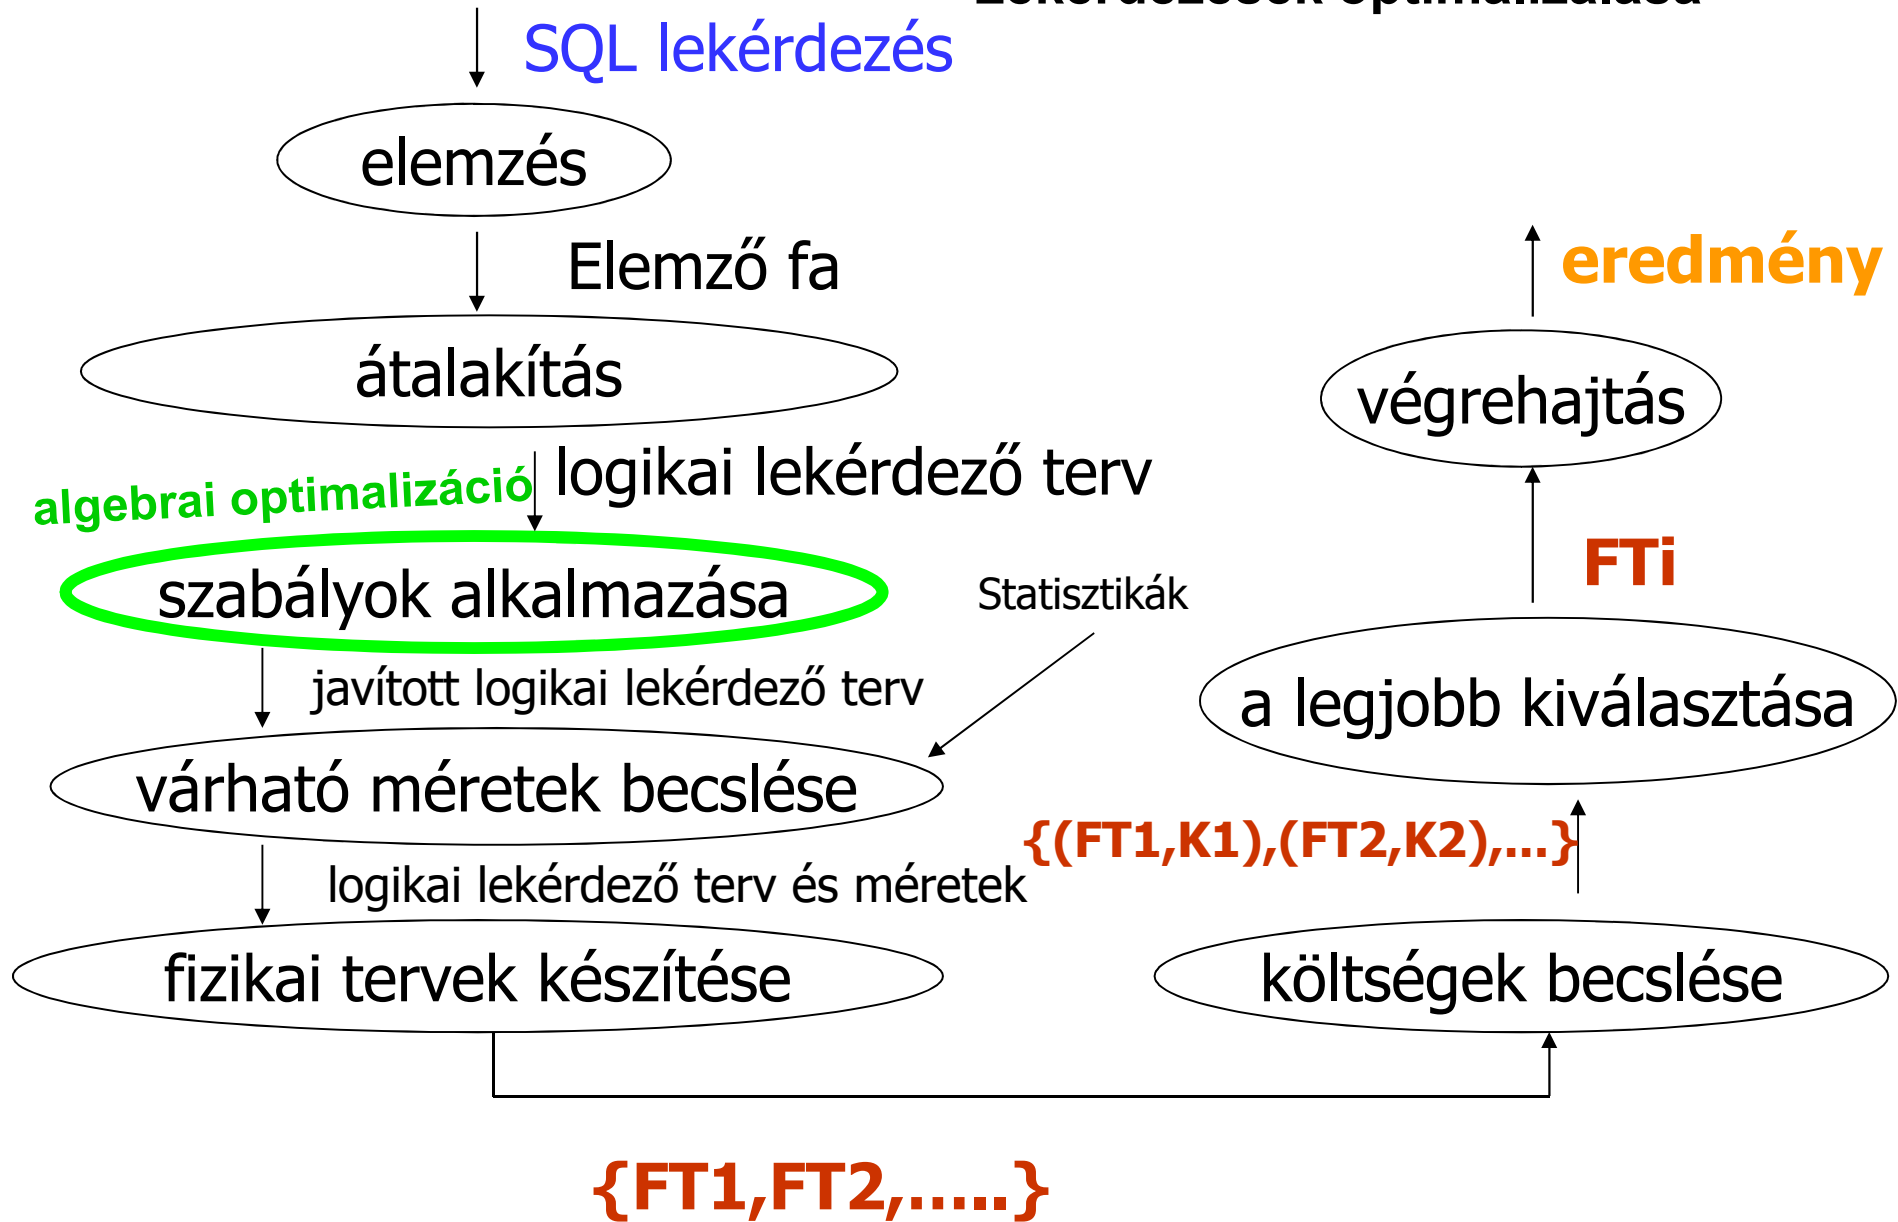 Lekérdezések optimalizálása
SQL lekérdezés
elemzés
Elemző fa
átalakítás
logikai lekérdező terv
algebrai optimalizáció
szabályok alkalmazása
Statisztikák
javított logikai lekérdező terv
várható méretek becslése
logikai lekérdező terv és méretek
fizikai tervek készítése
{FT1,FT2,…..}
költségek becslése
{(FT1,K1),(FT2,K2),...}
a legjobb kiválasztása
FTi
végrehajtás
eredmény